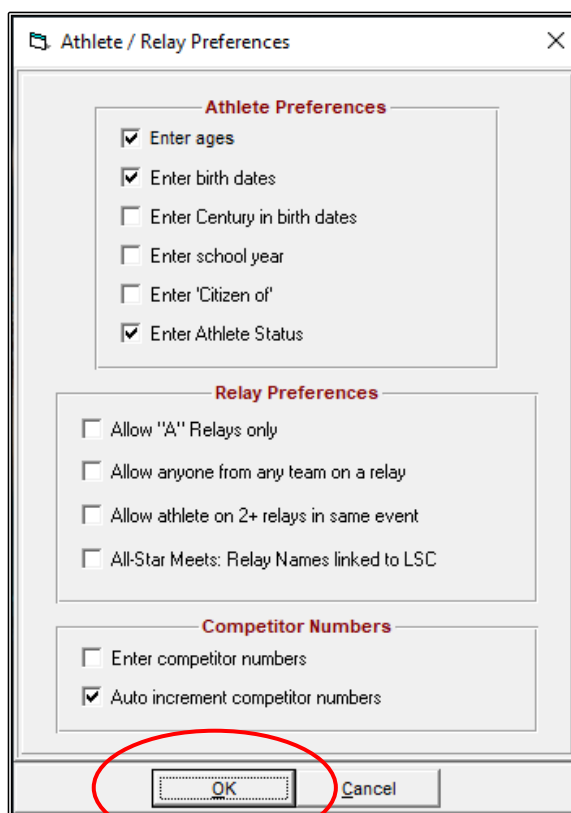 Athlete / Relay Preferences
Athlete Preferences
Enter ages
Enter birth dates
Enter Century in birth dates
Enter school year
Enter 'Citizen of'
Enter Athlete Status
Relay Preferences
Allow "A" Relays only
Allow anyone from any team on a relay
Allow athlete on 2+ relays in same event
All-Star Meets: Relay Names linked to LSC
Competitor Numbers
Enter competitor numbers
Auto increment competitor numbers
OK Cancel